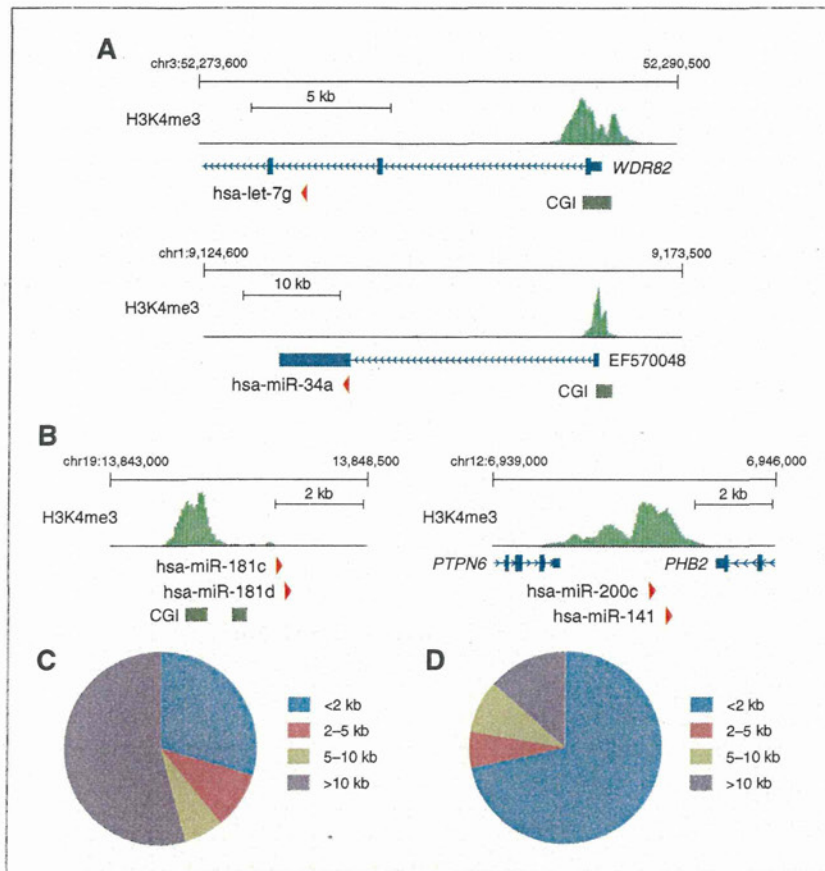 A
chr3:52,273,600 52,290,500
5 kb
H3K4me3
WDR82
hsa-let-7g
CGI
chr1:9,124,600 9,173,500
10 kb
H3K4me3
EF570048
hsa-miR-34a
CGI
B
chr19:13,843,000 13,848,500
2 kb
H3K4me3
hsa-miR-181c
hsa-miR-181d
CGI
chr12:6,939,000 6,946,000
2 kb
H3K4me3
PTPN6 PHB2
hsa-miR-200c
hsa-miR-141
C
<2 kb
2–5 kb
5–10 kb
>10 kb
D
<2 kb
2–5 kb
5–10 kb
>10 kb